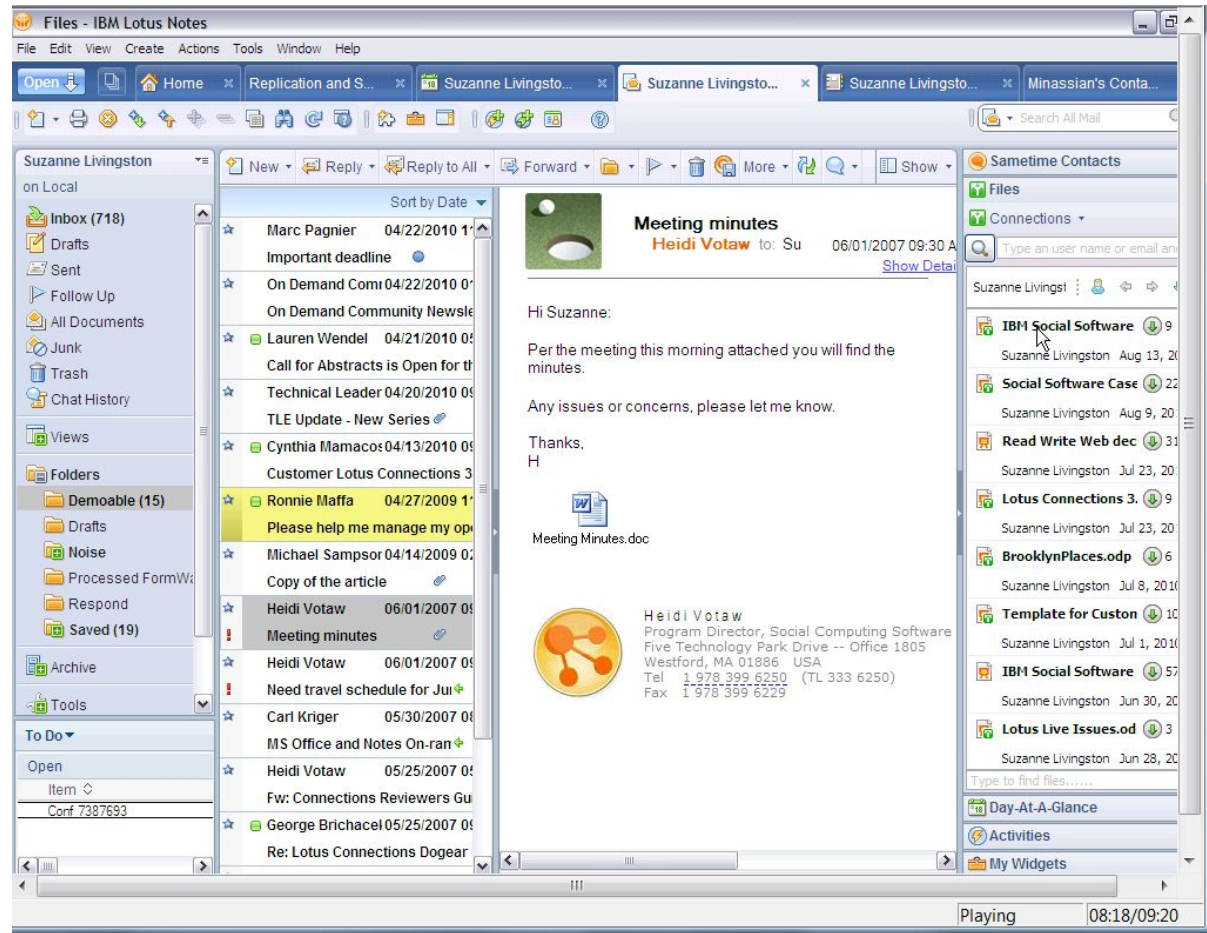 Files - IBM Lotus Notes
File Edit View Create Actions Tools Window Help
Open Home Replication and S... Suzanne Livingsto... Suzanne Livingsto... Suzanne Livingsto... Minassian's Conta...
Search All Mail
Suzanne Livingston
on Local
Inbox (718)
Drafts
Sent
Follow Up
All Documents
Junk
Trash
Chat History
Views
Folders
Demoable (15)
Drafts
Noise
Processed FormWa
Respond
Saved (19)
Archive
Tools
To Do
Open
Item
Conf 7387693
New Reply Reply to All Forward More Show
Sort by Date
Marc Pagnier 04/22/2010 1
Important deadline
On Demand Com 04/22/2010 0
On Demand Community Newsle
Lauren Wendel 04/21/2010 0
Call for Abstracts is Open for th
Technical Leader 04/20/2010 09
TLE Update - New Series
Cynthia Mamacos 04/13/2010 09
Customer Lotus Connections 3
Ronnie Maffa 04/27/2009 1
Please help me manage my ope
Michael Sampsor 04/14/2009 02
Copy of the article
Heidi Votaw 06/01/2007 09
! Meeting minutes
Heidi Votaw 06/01/2007 09
! Need travel schedule for Ju
Carl Kriger 05/30/2007 08
MS Office and Notes On-ran
Heidi Votaw 05/25/2007 0
Fw: Connections Reviewers Gu
George Brichacel 05/25/2007 09
Re: Lotus Connections Dogear
Meeting minutes
Heidi Votaw to: Su 06/01/2007 09:30 A
Show Detai
Hi Suzanne:
Per the meeting this morning attached you will find the
minutes.
Any issues or concerns, please let me know.
Thanks,
H
Meeting Minutes.doc
Heidi Votaw
Program Director, Social Computing Software
Five Technology Park Drive -- Office 1805
Westford, MA 01886 USA
Tel 1 978 399 6250 (TL 333 6250)
Fax 1 978 399 6229
Sametime Contacts
Files
Connections
Type an user name or email an
Suzanne Livingst
IBM Social Software 9
Suzanne Livingston Aug 13, 20
Social Software Case 22
Suzanne Livingston Aug 9, 20
Read Write Web dec 31
Suzanne Livingston Jul 23, 20
Lotus Connections 3. 9
Suzanne Livingston Jul 23, 20
BrooklynPlaces.odp 6
Suzanne Livingston Jul 8, 2010
Template for Custon 10
Suzanne Livingston Jul 1, 2010
IBM Social Software 57
Suzanne Livingston Jun 30, 20
Lotus Live Issues.od 3
Suzanne Livingston Jun 28, 20
Type to find files......
Day-At-A-Glance
Activities
My Widgets
Playing 08:18/09:20